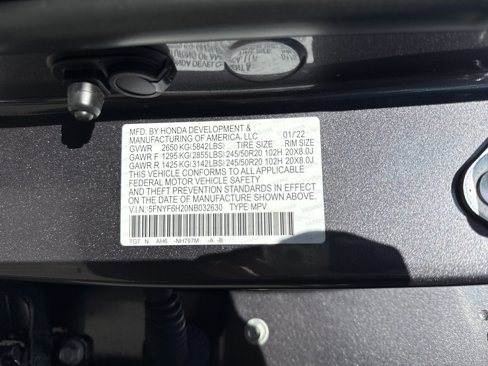 MFD. BY HONDA DEVELOPMENT &
MANUFACTURING OF AMERICA, LLC 01/22
GVWR 2650 KG(5842LBS) TIRE SIZE RIM SIZE
GAWR F 1295 KG(2855LBS) 245/50R20 102H 20X8.0J
GAWR R 1425 KG(3142LBS) 245/50R20 102H 20X8.0J
THIS VEHICLE CONFORMS TO ALL APPLICABLE
FEDERAL MOTOR VEHICLE SAFETY AND BUMPER
AND THEFT PREVENTION STANDARDS IN EFFECT
ON THE DATE OF MANUFACTURE SHOWN ABOVE.
V.I.N. 5FNYF6H20NB032630 TYPE MPV
TG7 N AH6 -NH797M- -A -B